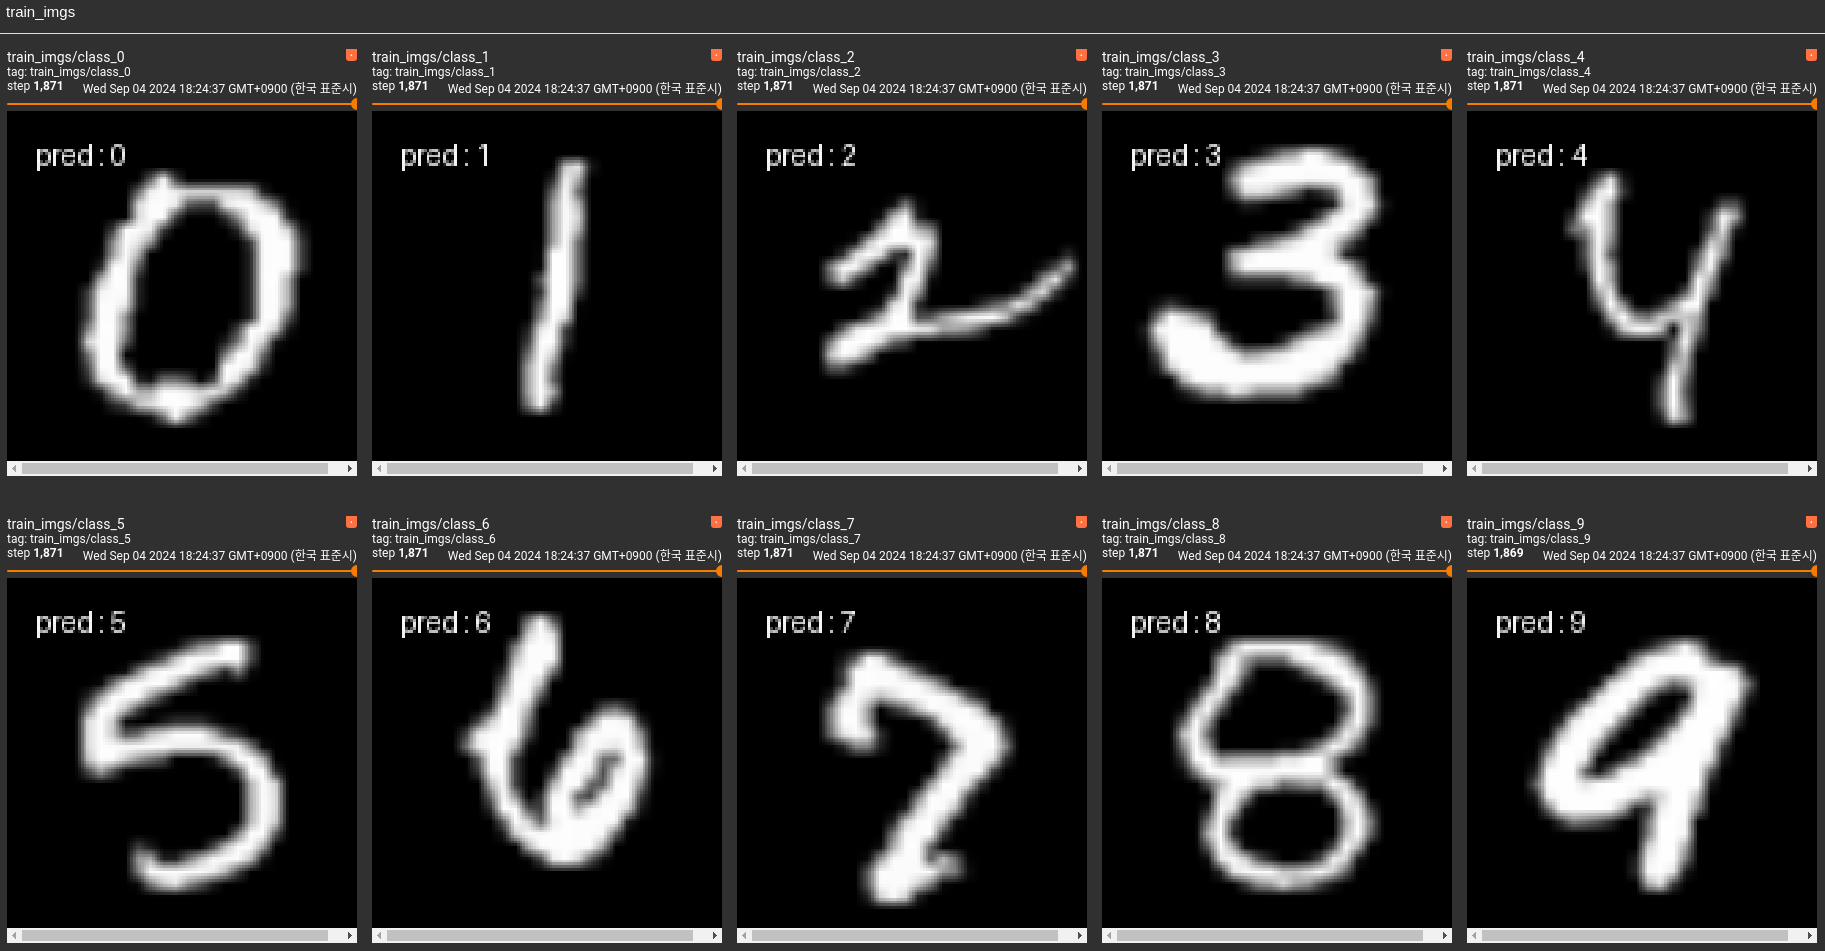 train_imgs
train_imgs/class_0
tag: train_imgs/class_0
step 1,871 Wed Sep 04 2024 18:24:37 GMT+0900 (한국 표준시)
pred:0
0
train_imgs/class_1
tag: train_imgs/class_1
step 1,871 Wed Sep 04 2024 18:24:37 GMT+0900 (한국 표준시)
pred:1
1
train_imgs/class_2
tag: train_imgs/class_2
step 1,871 Wed Sep 04 2024 18:24:37 GMT+0900 (한국 표준시)
pred:2
2
train_imgs/class_3
tag: train_imgs/class_3
step 1,871 Wed Sep 04 2024 18:24:37 GMT+0900 (한국 표준시)
pred:3
3
train_imgs/class_4
tag: train_imgs/class_4
step 1,871 Wed Sep 04 2024 18:24:37 GMT+0900 (한국 표준시)
pred:4
4
train_imgs/class_5
tag: train_imgs/class_5
step 1,871 Wed Sep 04 2024 18:24:37 GMT+0900 (한국 표준시)
pred:5
5
train_imgs/class_6
tag: train_imgs/class_6
step 1,871 Wed Sep 04 2024 18:24:37 GMT+0900 (한국 표준시)
pred:6
6
train_imgs/class_7
tag: train_imgs/class_7
step 1,871 Wed Sep 04 2024 18:24:37 GMT+0900 (한국 표준시)
pred:7
7
train_imgs/class_8
tag: train_imgs/class_8
step 1,871 Wed Sep 04 2024 18:24:37 GMT+0900 (한국 표준시)
pred:8
8
train_imgs/class_9
tag: train_imgs/class_9
step 1,869 Wed Sep 04 2024 18:24:37 GMT+0900 (한국 표준시)
pred:9
9